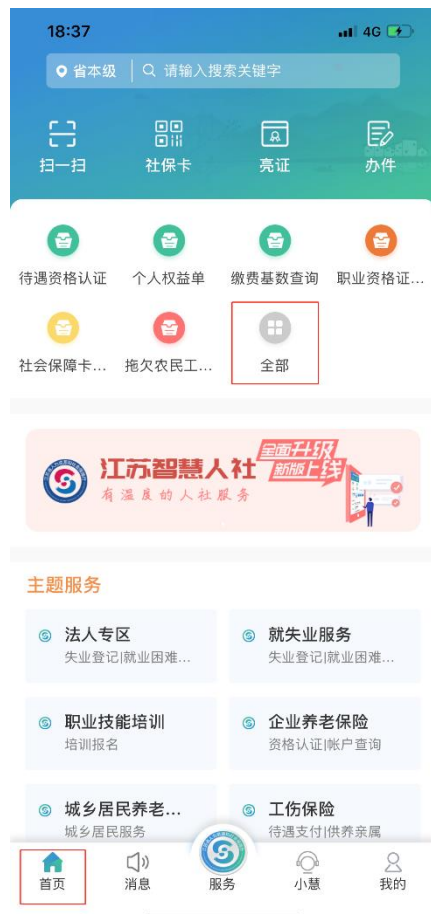 18:37 4G
省本级 请输入搜索关键字
扫一扫 社保卡 亮证 办件
待遇资格认证 个人权益单 缴费基数查询 职业资格证...
社会保障卡... 拖欠农民工... 全部
江苏智慧人社 全面升级 新版上线
有温度的人社服务
主题服务
法人专区 就失业服务
失业登记|就业困难... 失业登记|就业困难...
职业技能培训 企业养老保险
培训报名 资格认证|帐户查询
城乡居民养老... 工伤保险
城乡居民服务 待遇支付|供养亲属
首页 消息 服务 小慧 我的